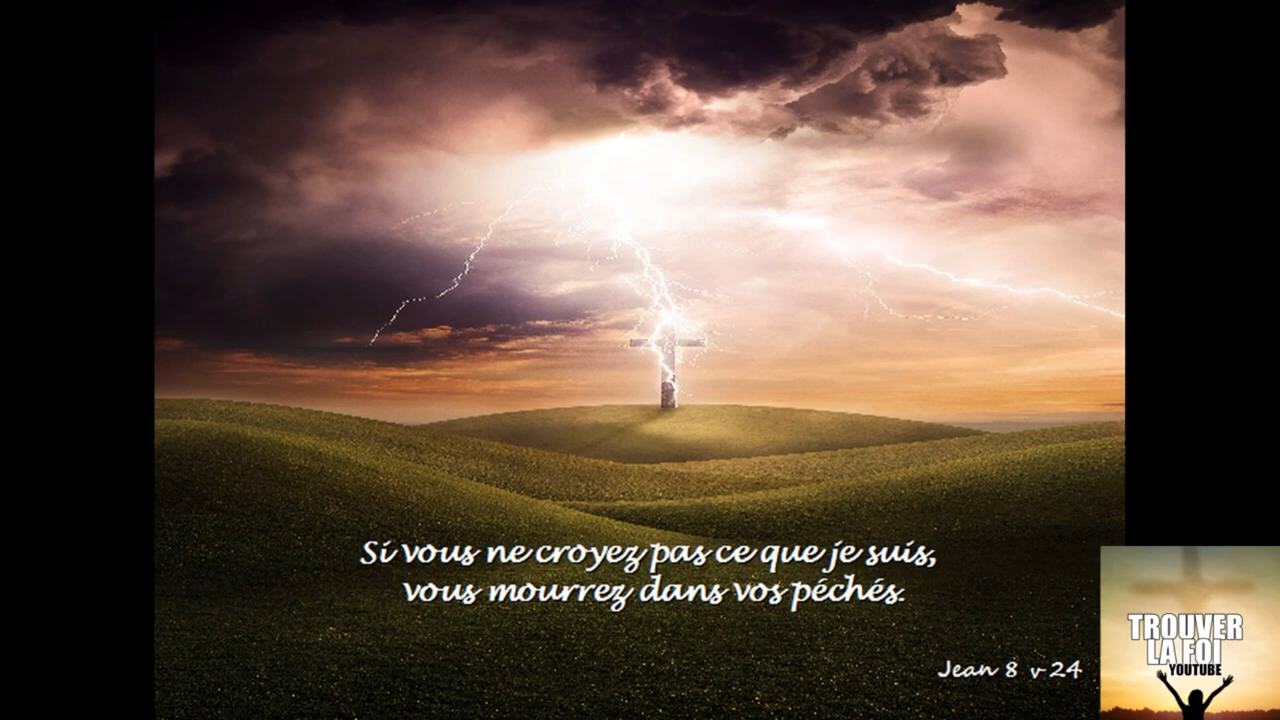 Si vous ne croyez pas ce que je suis,
vous mourrez dans vos péchés.
Jean 8 v 24
TROUVER
LA FOI
YOUTUBE